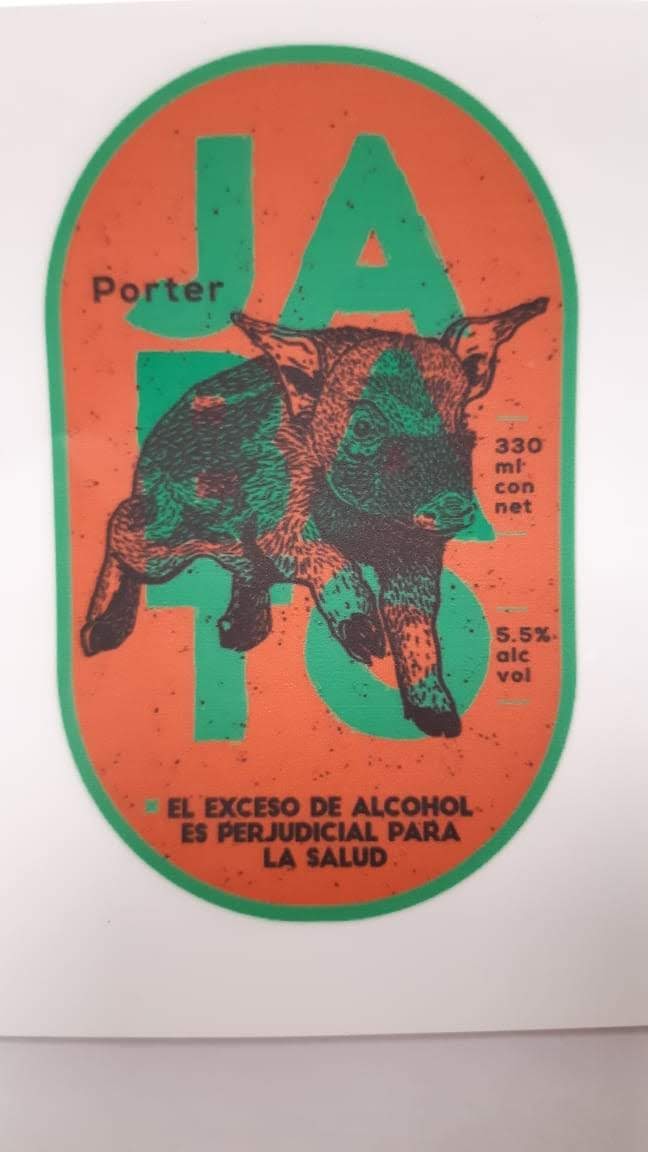 JA
Porter
BA
330
ml
con
net
TO
5.5%
alc
vol
EL EXCESO DE ALCOHOL
ES PERJUDICIAL PARA
LA SALUD